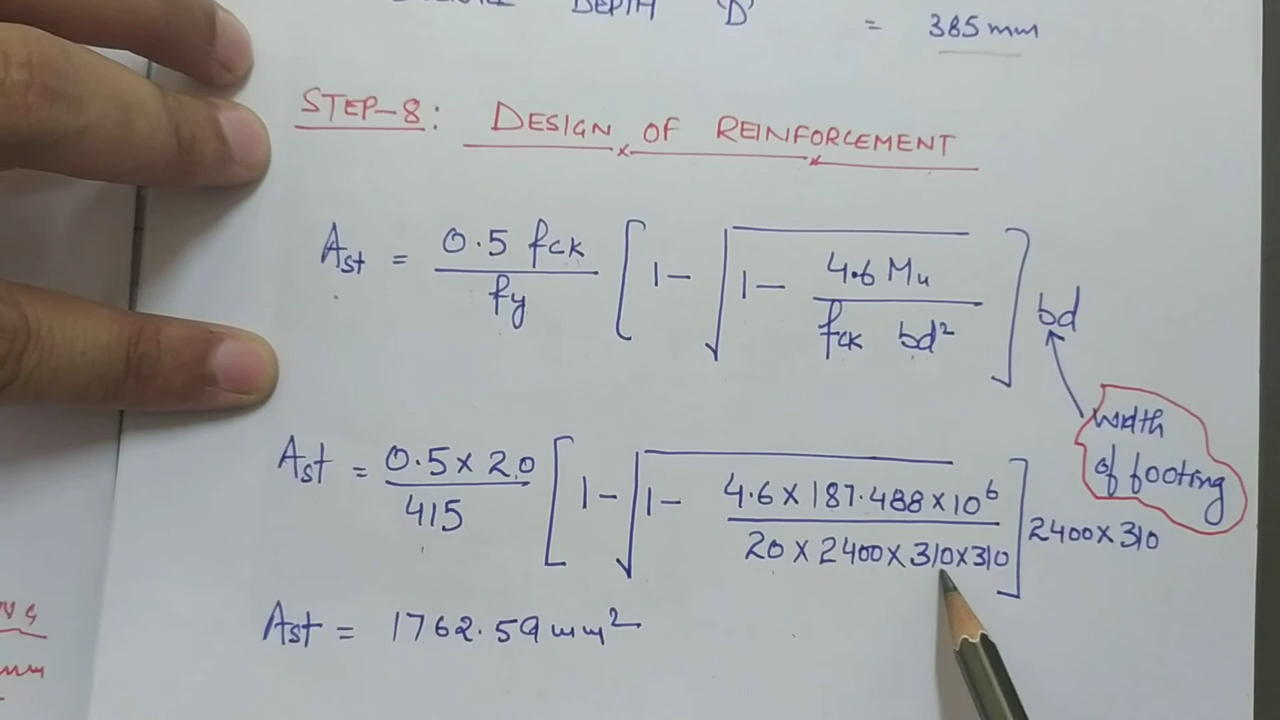 DEPTH 'D' = 385 mm
STEP-8: DESIGN OF REINFORCEMENT
Ast = 0.5 fck / fy [1 - √(1 - 4.6 Mu / fck bd²)] bd
width
of footing
Ast = 0.5 x 20 / 415 [1 - √(1 - 4.6 x 187.488 x 10⁶ / 20 x 2400 x 310 x 310)] 2400 x 310
Ast = 1762.59 mm²
mm